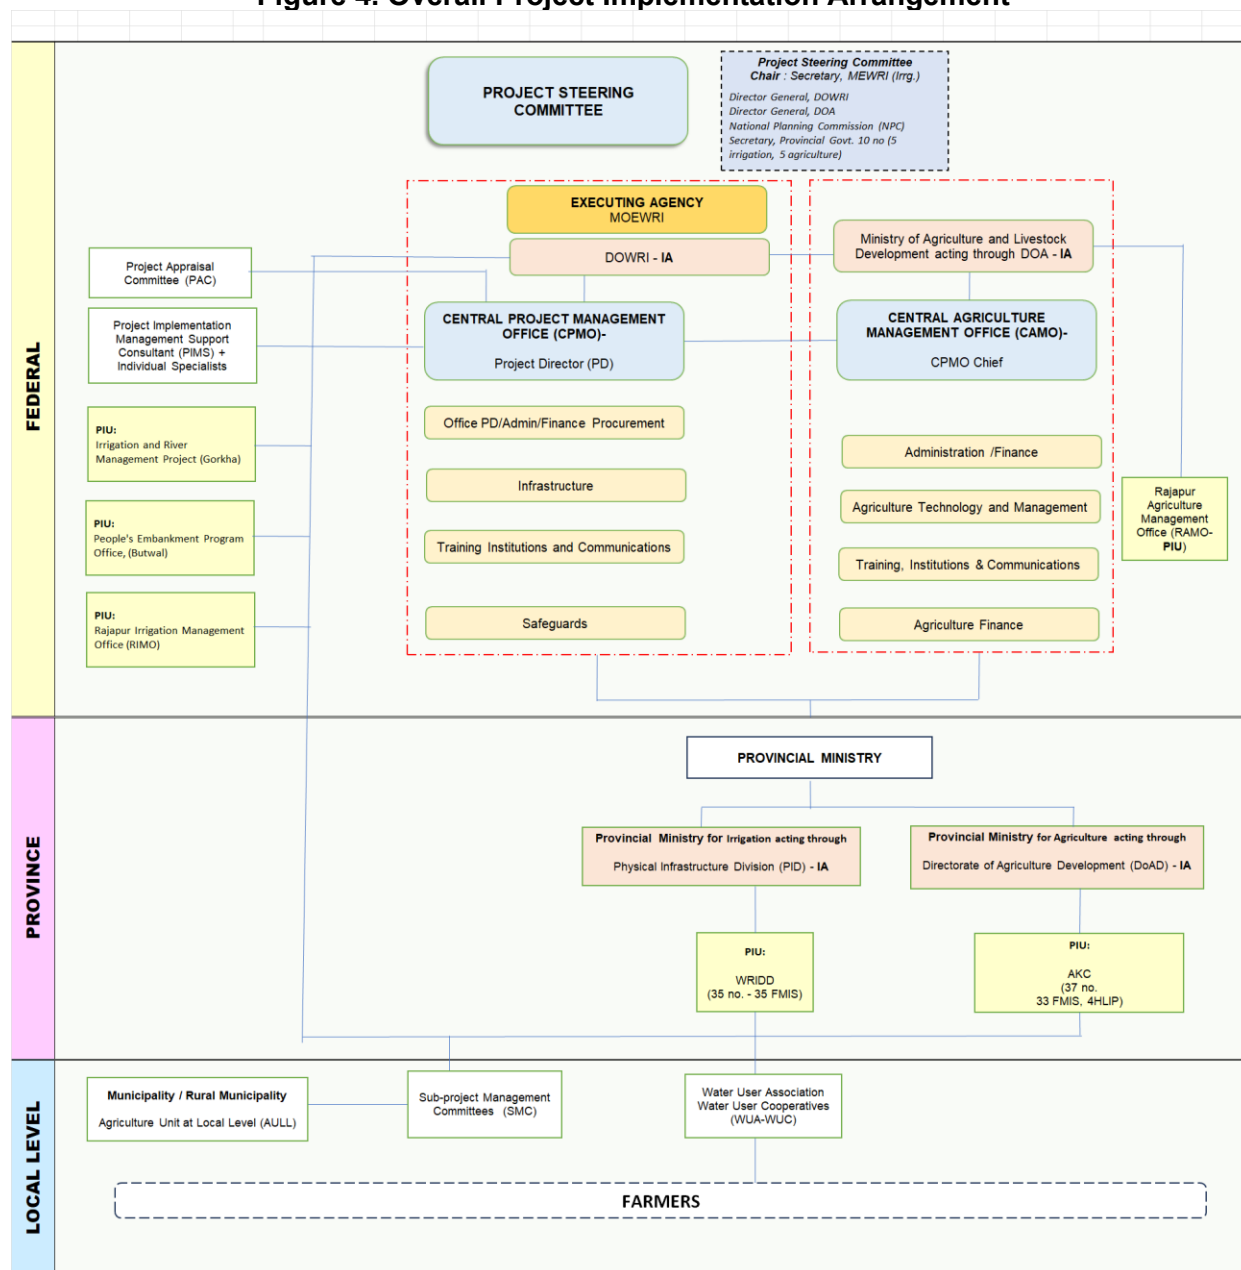 Figure 4: Overall Project Implementation Arrangement
FEDERAL
PROJECT STEERING
COMMITTEE
Project Steering Committee
Chair : Secretary, MEWRI (Irrg.)
Director General, DOWRI
Director General, DOA
National Planning Commission (NPC)
Secretary, Provincial Govt. 10 no (5
irrigation, 5 agriculture)
EXECUTING AGENCY
MOEWRI
DOWRI - IA
Ministry of Agriculture and Livestock
Development acting through DOA - IA
Project Appraisal
Committee (PAC)
Project Implementation
Management Support
Consultant (PIMS) +
Individual Specialists
CENTRAL PROJECT MANAGEMENT
OFFICE (CPMO)-
Project Director (PD)
CENTRAL AGRICULTURE
MANAGEMENT OFFICE (CAMO)-
CPMO Chief
PIU:
Irrigation and River
Management Project (Gorkha)
PIU:
People's Embankment Program
Office, (Butwal)
PIU:
Rajapur Irrigation Management
Office (RIMO)
Office PD/Admin/Finance Procurement
Infrastructure
Training Institutions and Communications
Safeguards
Administration /Finance
Agriculture Technology and Management
Training, Institutions & Communications
Agriculture Finance
Rajapur
Agriculture
Management
Office (RAMO-
PIU)
PROVINCE
PROVINCIAL MINISTRY
Provincial Ministry for Irrigation acting through
Physical Infrastructure Division (PID) - IA
Provincial Ministry for Agriculture acting through
Directorate of Agriculture Development (DoAD) - IA
PIU:
WRIDD
(35 no. - 35 FMIS)
PIU:
AKC
(37 no.
33 FMIS, 4HLIP)
LOCAL LEVEL
Municipality / Rural Municipality
Agriculture Unit at Local Level (AULL)
Sub-project Management
Committees (SMC)
Water User Association
Water User Cooperatives
(WUA-WUC)
FARMERS